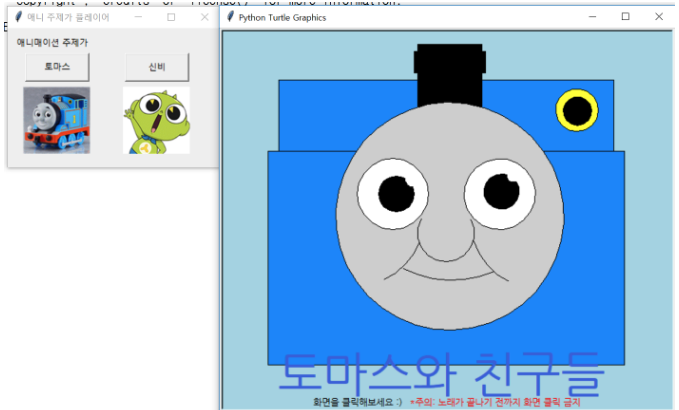 copyright", "credits" or "license()" for more information.
애니 주제가 플레이어
Python Turtle Graphics
애니매이션 주제가
토마스
신비
토마스와 친구들
화면을 클릭해보세요 :) *주의: 노래가 끝나기 전까지 화면 클릭 금지